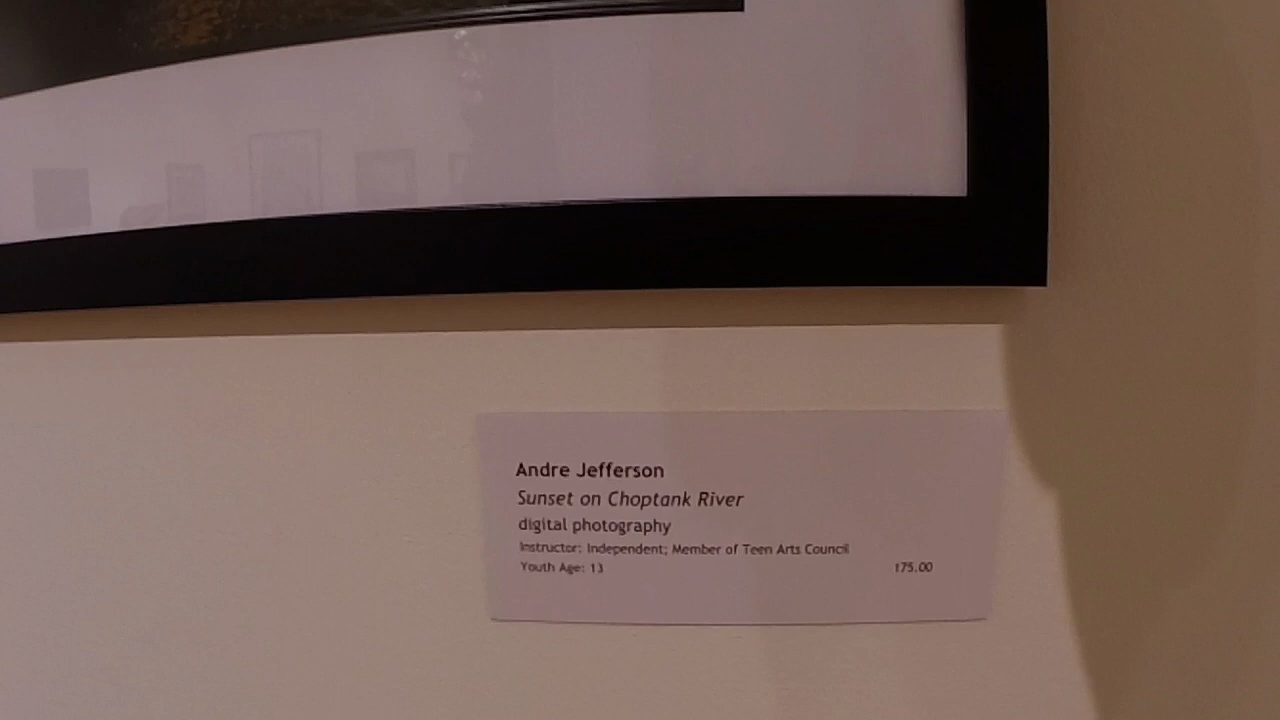 Andre Jefferson
Sunset on Choptank River
digital photography
Instructor: Independent; Member of Teen Arts Council
Youth Age: 13
175.00